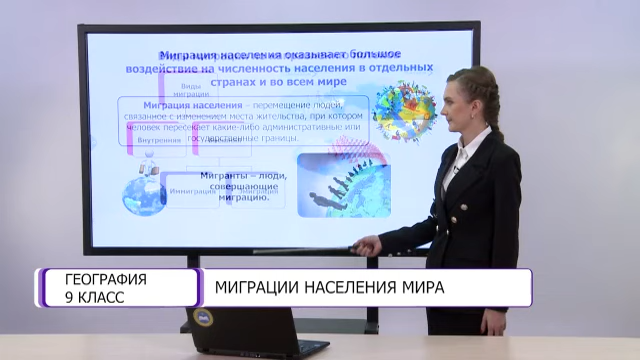 Миграция населения оказывает большое
воздействие на численность населения в отдельных
странах и во всем мире
Виды
миграции
Миграция населения – перемещение людей,
связанное с изменением места жительства, при котором
человек пересекает какие-либо административные или
государственные границы.
Внутренняя
Мигранты – люди,
совершающие
миграцию.
Иммиграция
ГЕОГРАФИЯ
9 КЛАСС
МИГРАЦИИ НАСЕЛЕНИЯ МИРА